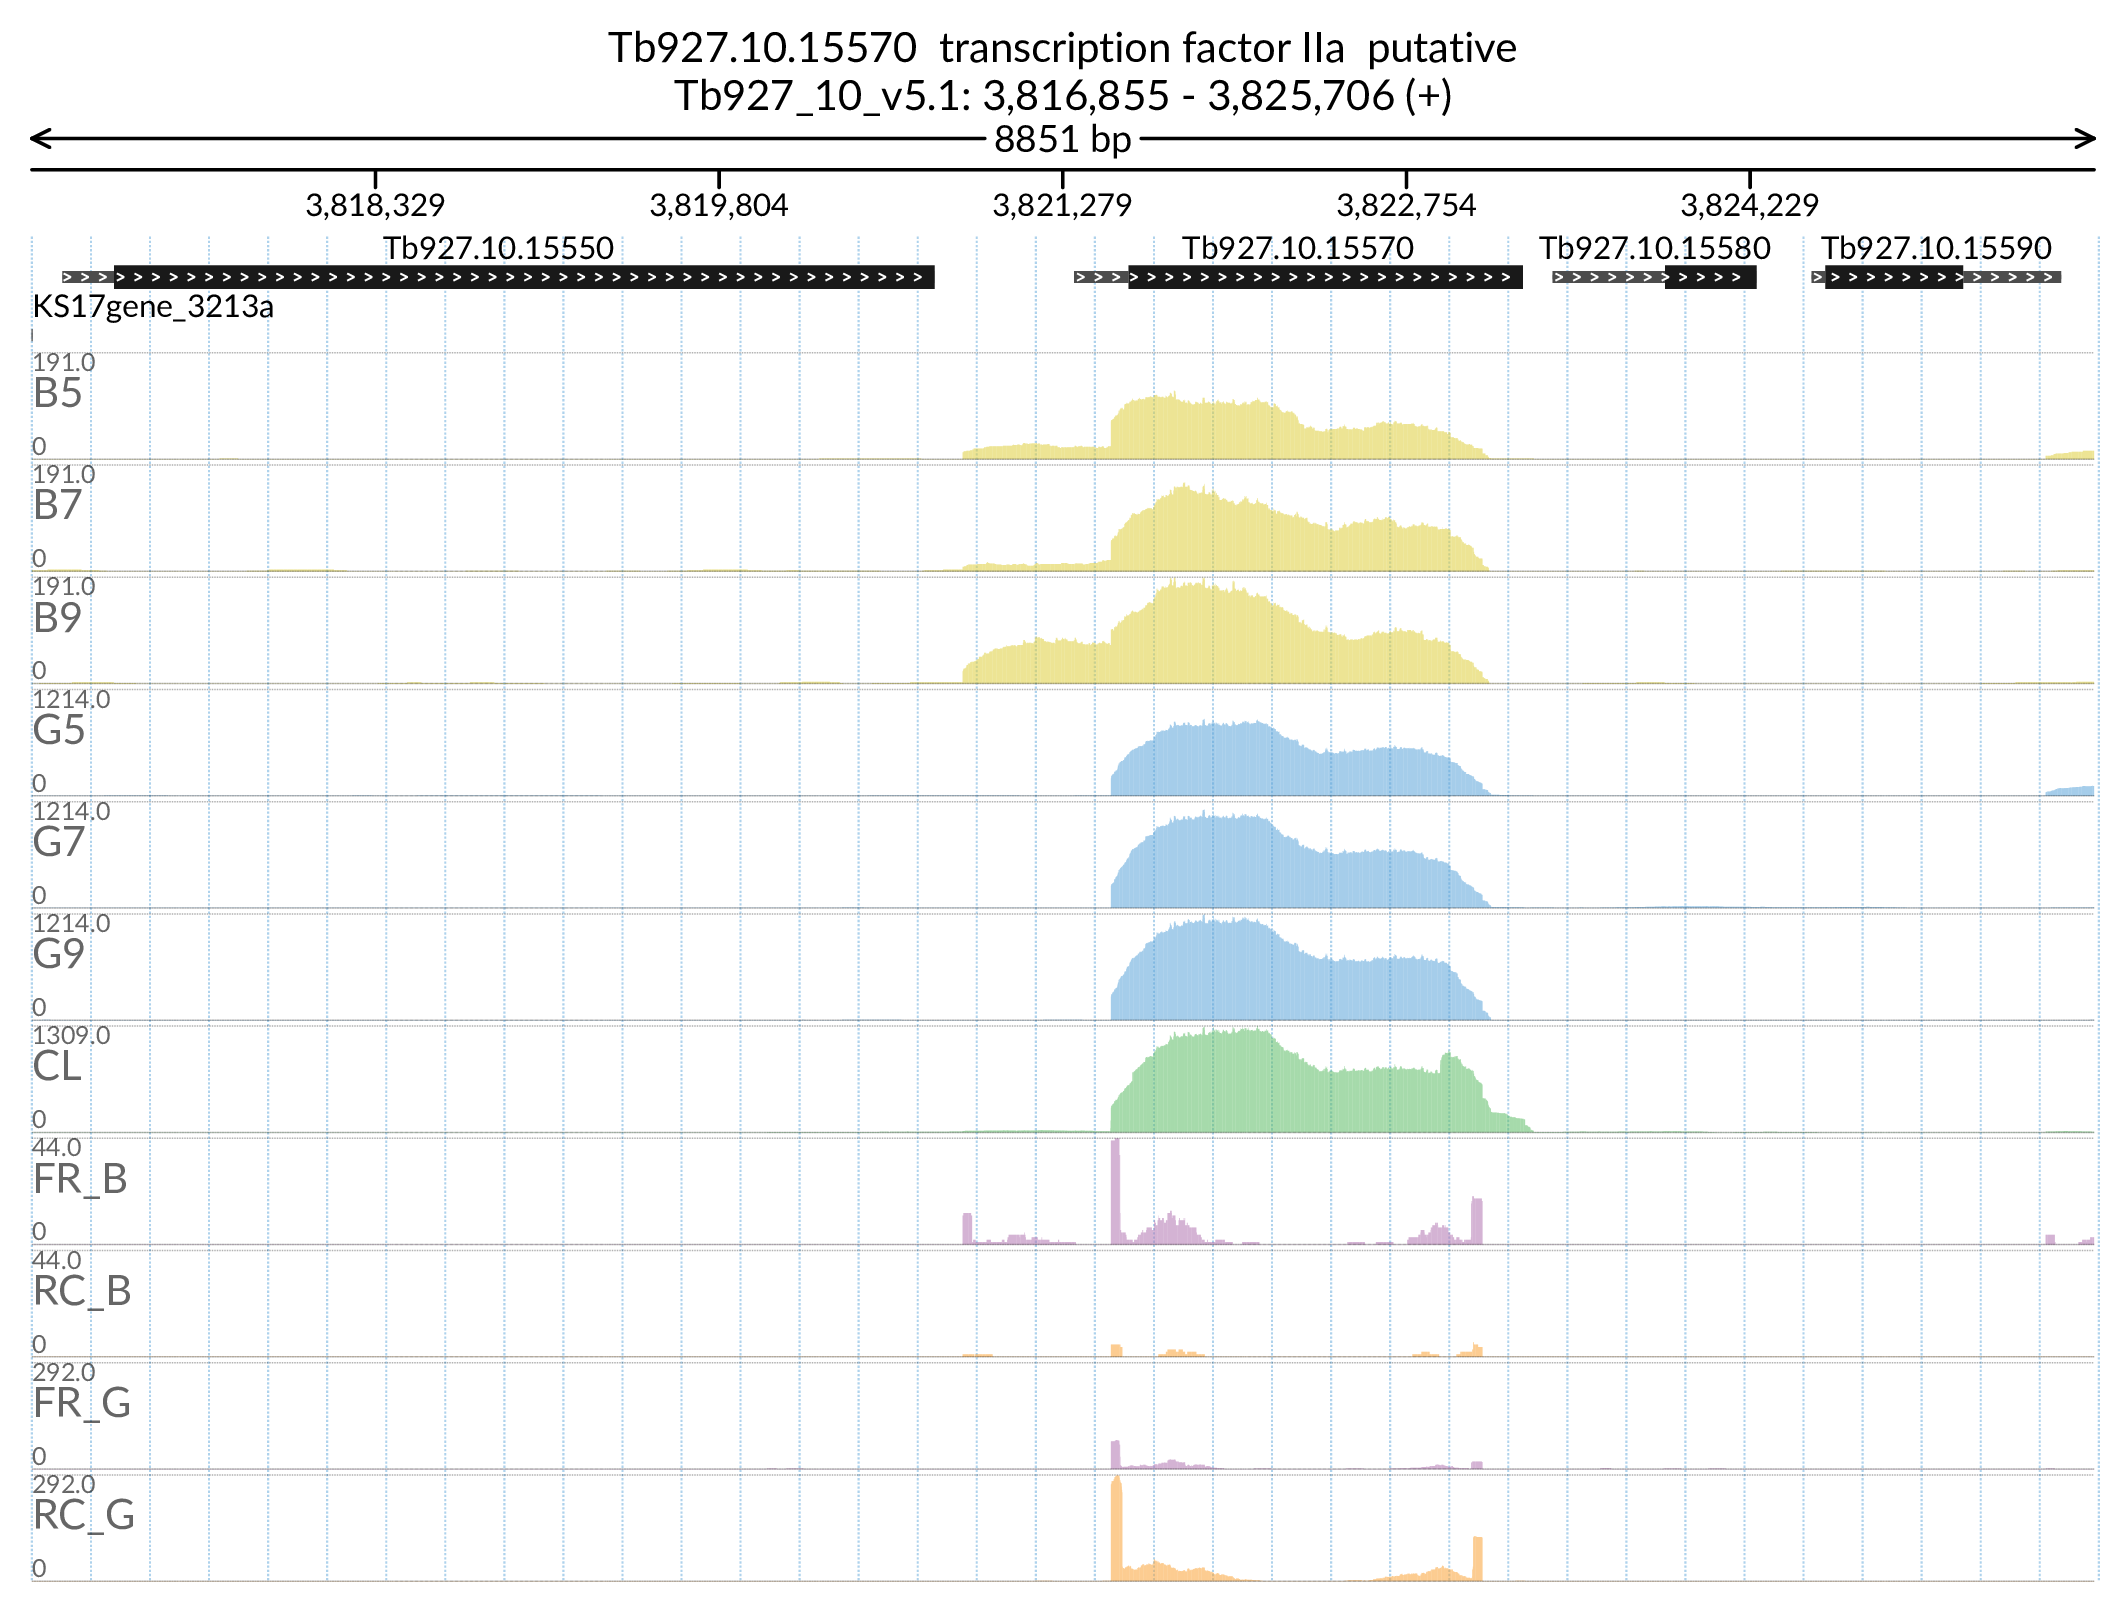 Tb927.10.15570 transcription factor IIa putative
Tb927_10_v5.1: 3,816,855 - 3,825,706 (+)
8851 bp
3,818,329 3,819,804 3,821,279 3,822,754 3,824,229
Tb927.10.15550 Tb927.10.15570 Tb927.10.15580 Tb927.10.15590
KS17gene_3213a
191.0
B5
0
191.0
B7
0
191.0
B9
0
1214.0
G5
0
1214.0
G7
0
1214.0
G9
0
1309.0
CL
0
44.0
FR_B
0
44.0
RC_B
0
292.0
FR_G
0
292.0
RC_G
0